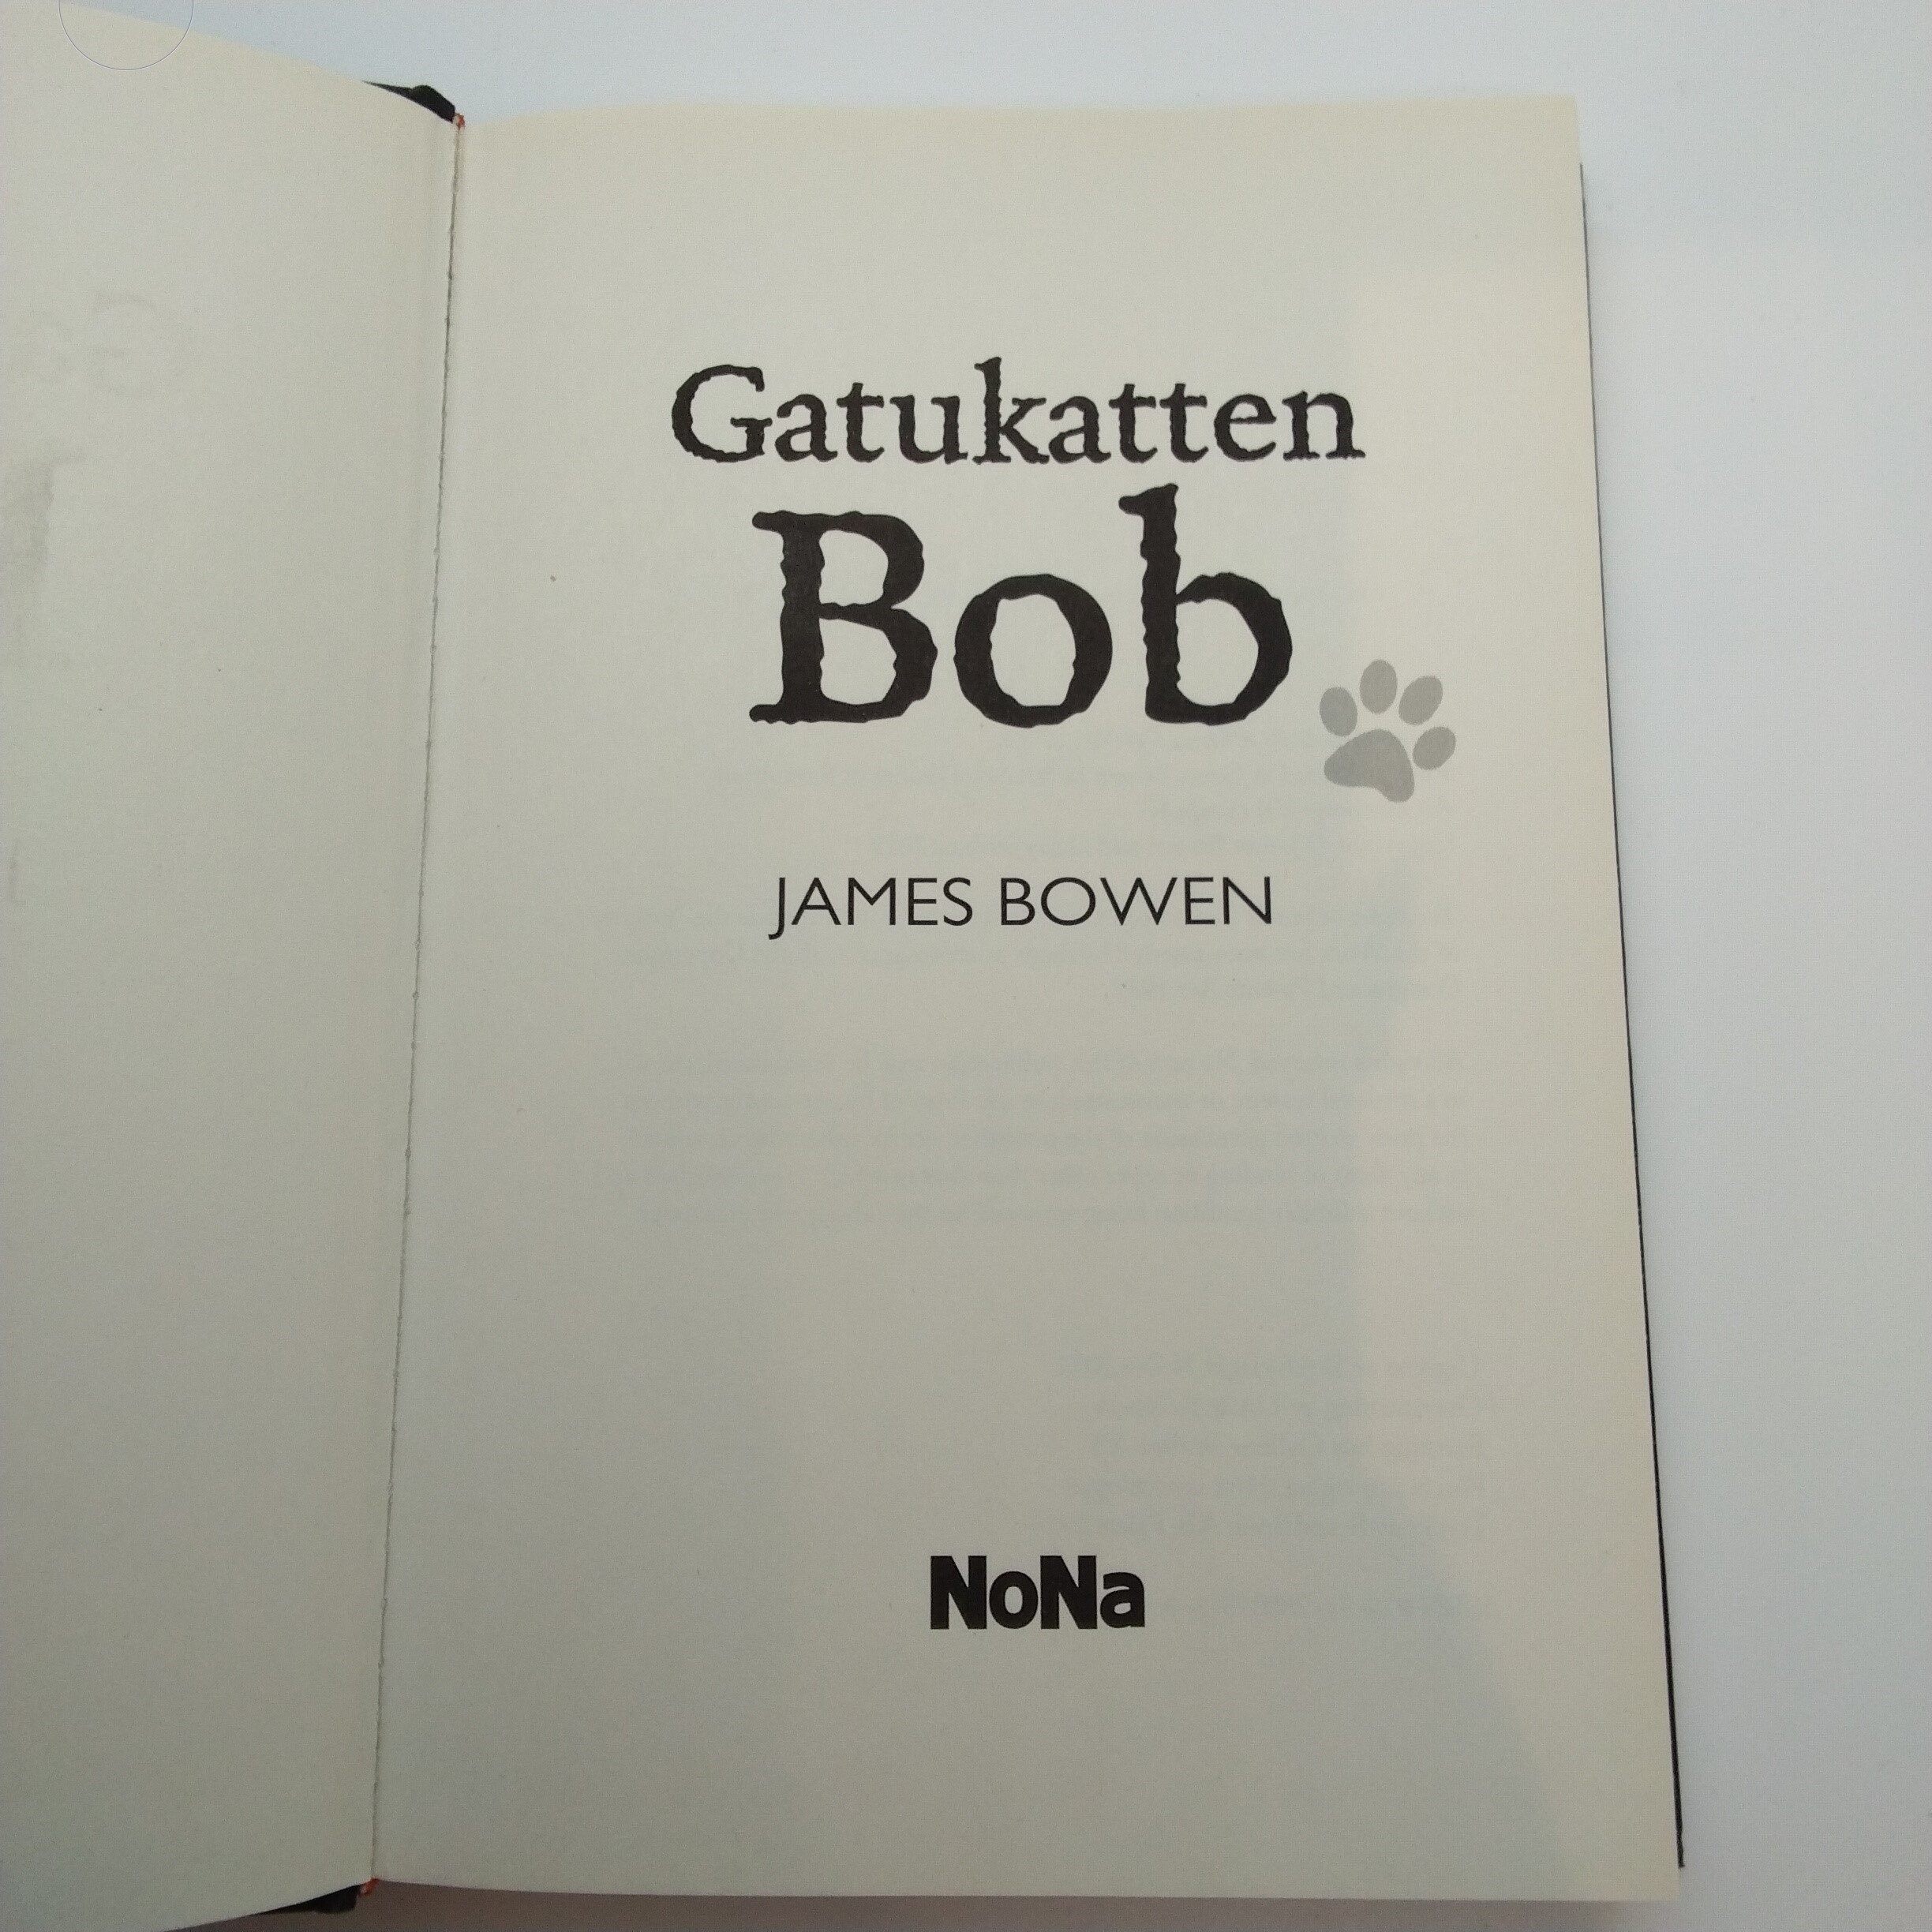 Gatukatten
Bob
JAMES BOWEN
NoNa